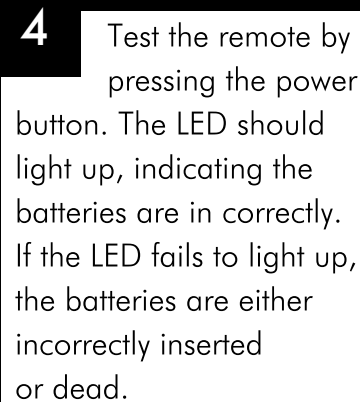 4 Test the remote by
pressing the power
button. The LED should
light up, indicating the
batteries are in correctly.
If the LED fails to light up,
the batteries are either
incorrectly inserted
or dead.